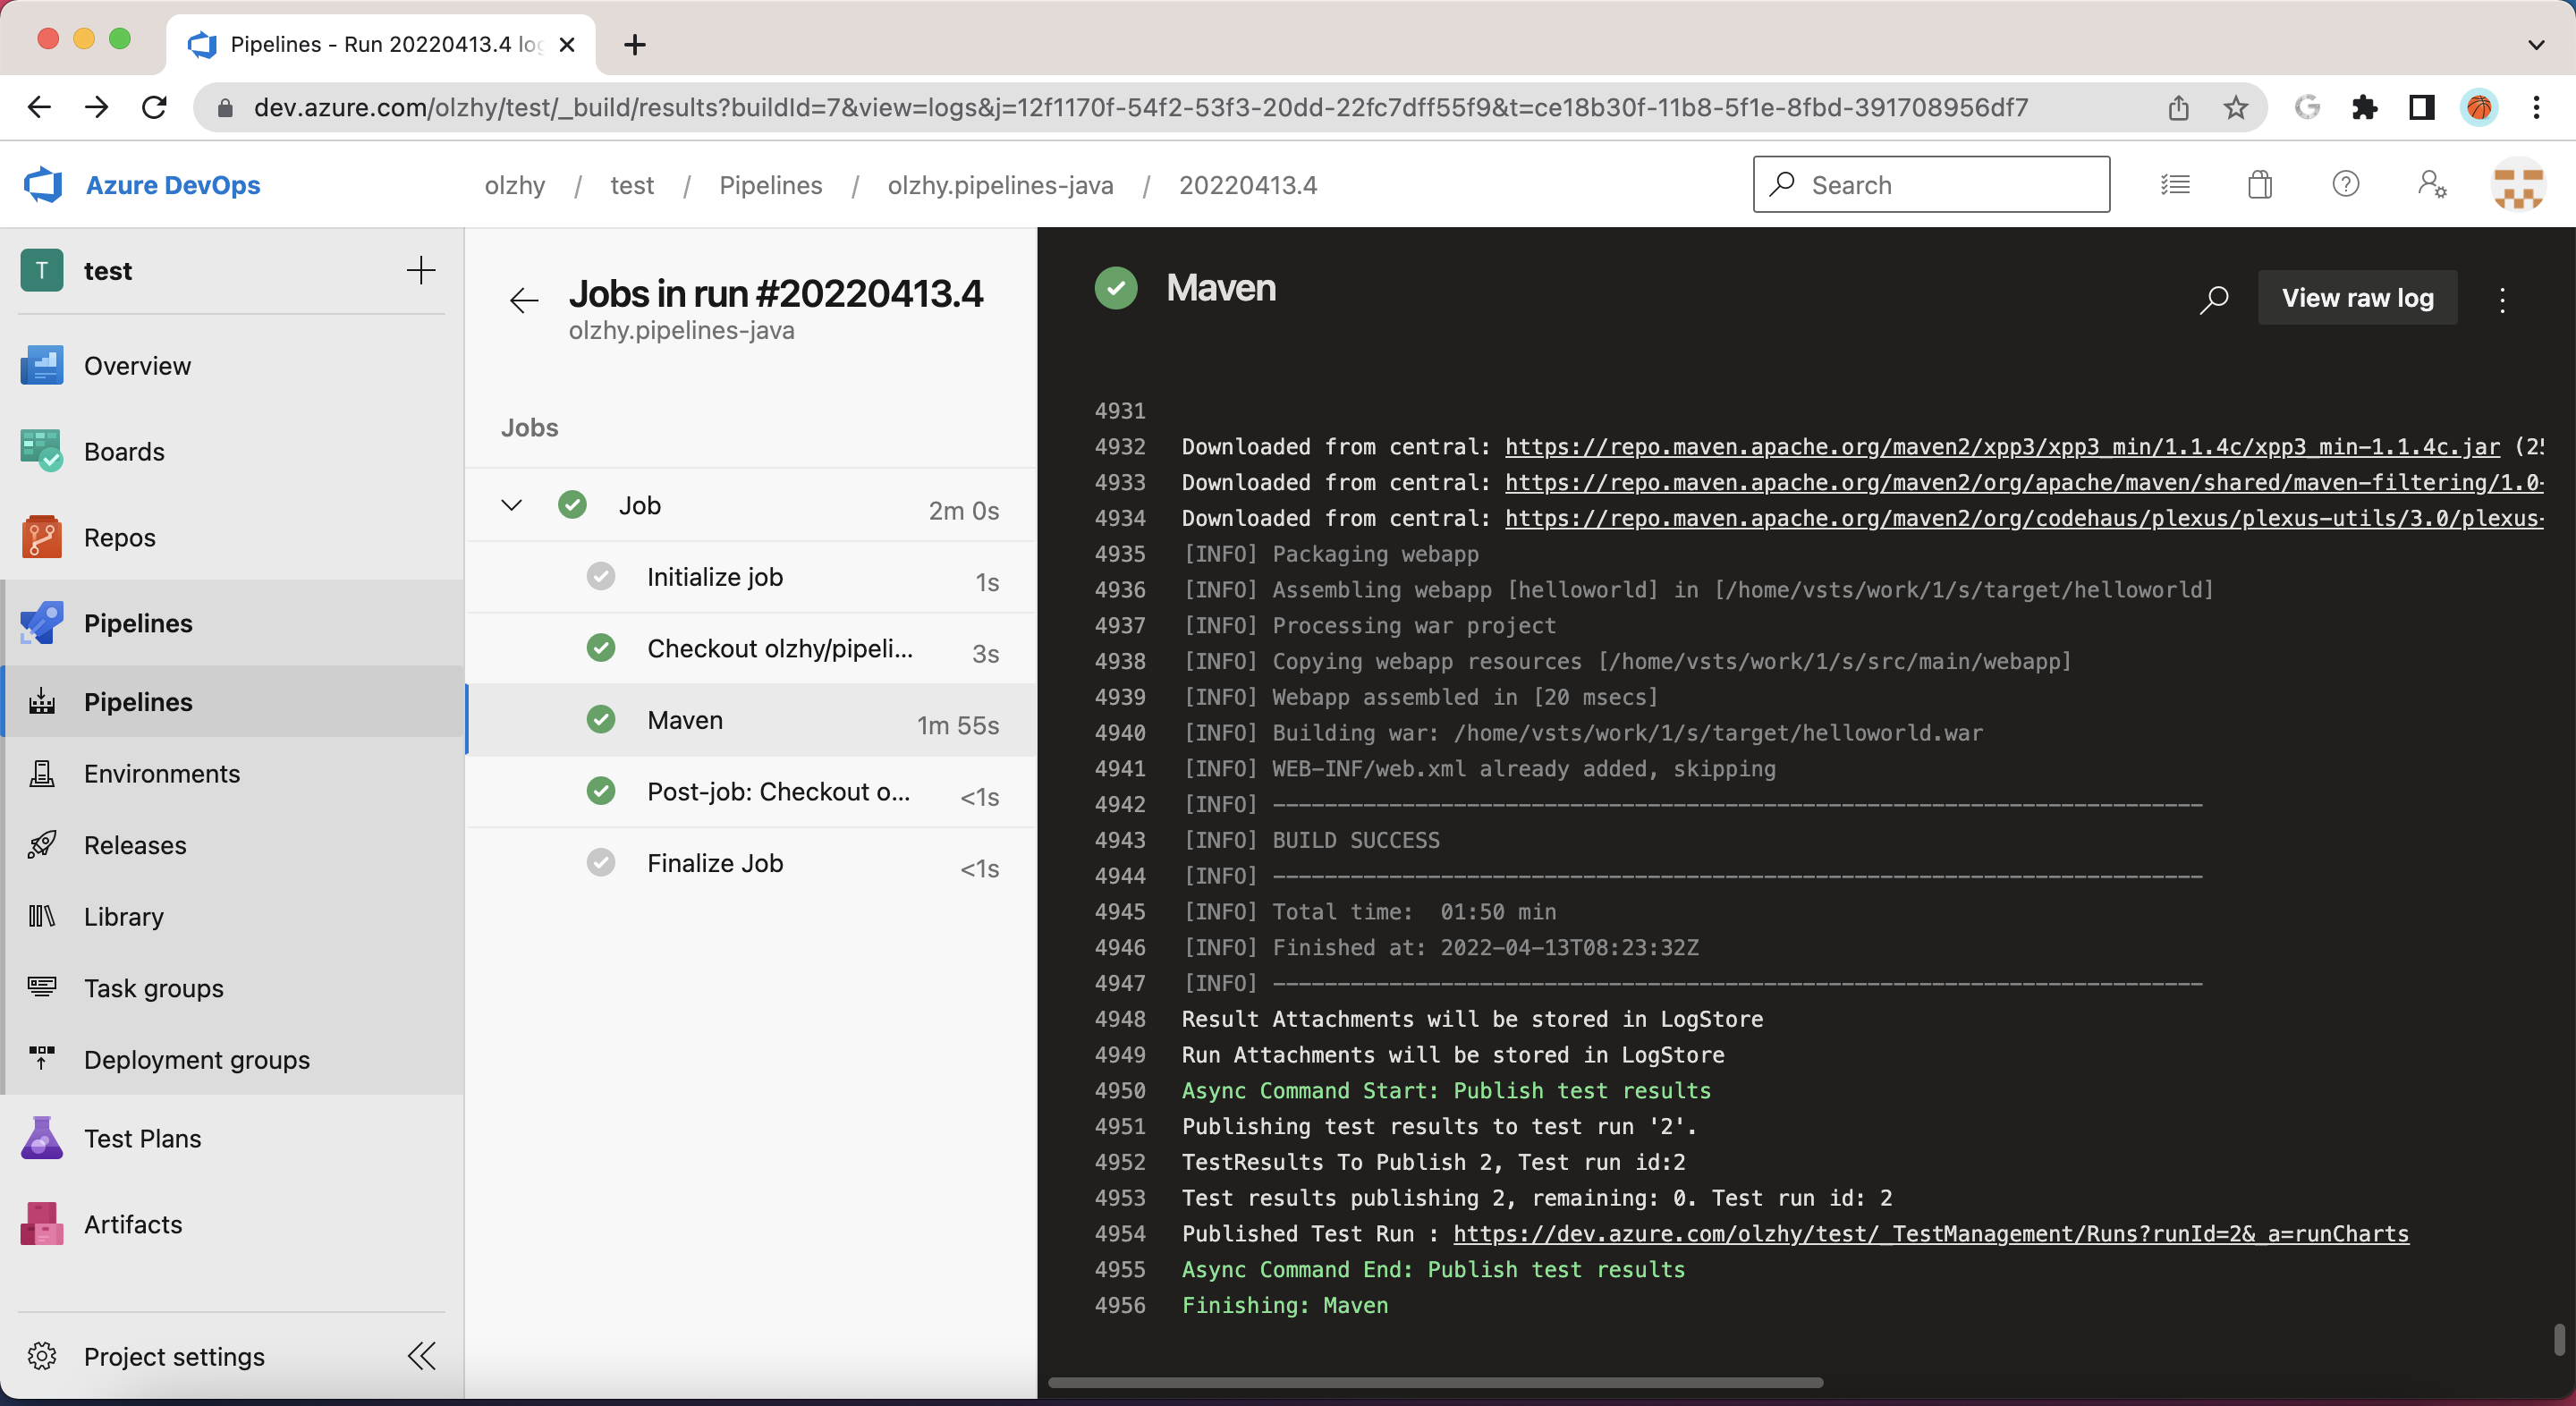 Pipelines - Run 20220413.4 log
dev.azure.com/olzhy/test/_build/results?buildId=7&view=logs&j=12f1170f-54f2-53f3-20dd-22fc7dff55f9&t=ce18b30f-11b8-5f1e-8fbd-391708956df7
Azure DevOps
olzhy / test / Pipelines / olzhy.pipelines-java / 20220413.4
Search
T test
Overview
Boards
Repos
Pipelines
Pipelines
Environments
Releases
Library
Task groups
Deployment groups
Test Plans
Artifacts
Project settings
Jobs in run #20220413.4
olzhy.pipelines-java
Jobs
Job 2m 0s
Initialize job 1s
Checkout olzhy/pipeli... 3s
Maven 1m 55s
Post-job: Checkout o... <1s
Finalize Job <1s
Maven
View raw log
4931
4932 Downloaded from central: https://repo.maven.apache.org/maven2/xpp3/xpp3_min/1.1.4c/xpp3_min-1.1.4c.jar (25
4933 Downloaded from central: https://repo.maven.apache.org/maven2/org/apache/maven/shared/maven-filtering/1.0-
4934 Downloaded from central: https://repo.maven.apache.org/maven2/org/codehaus/plexus/plexus-utils/3.0/plexus-
4935 [INFO] Packaging webapp
4936 [INFO] Assembling webapp [helloworld] in [/home/vsts/work/1/s/target/helloworld]
4937 [INFO] Processing war project
4938 [INFO] Copying webapp resources [/home/vsts/work/1/s/src/main/webapp]
4939 [INFO] Webapp assembled in [20 msecs]
4940 [INFO] Building war: /home/vsts/work/1/s/target/helloworld.war
4941 [INFO] WEB-INF/web.xml already added, skipping
4942 [INFO] ------------------------------------------------------------------------
4943 [INFO] BUILD SUCCESS
4944 [INFO] ------------------------------------------------------------------------
4945 [INFO] Total time:  01:50 min
4946 [INFO] Finished at: 2022-04-13T08:23:32Z
4947 [INFO] ------------------------------------------------------------------------
4948 Result Attachments will be stored in LogStore
4949 Run Attachments will be stored in LogStore
4950 Async Command Start: Publish test results
4951 Publishing test results to test run '2'.
4952 TestResults To Publish 2, Test run id:2
4953 Test results publishing 2, remaining: 0. Test run id: 2
4954 Published Test Run : https://dev.azure.com/olzhy/test/_TestManagement/Runs?runId=2&_a=runCharts
4955 Async Command End: Publish test results
4956 Finishing: Maven